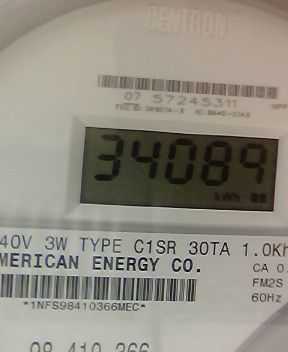 CENTRON®
07 57245311
34089
kWh
40V 3W TYPE C1SR 30TA 1.0Kh
MERICAN ENERGY CO.
CA 0.
FM2S
60Hz
*1NFS98410366MEC*
98 410 366